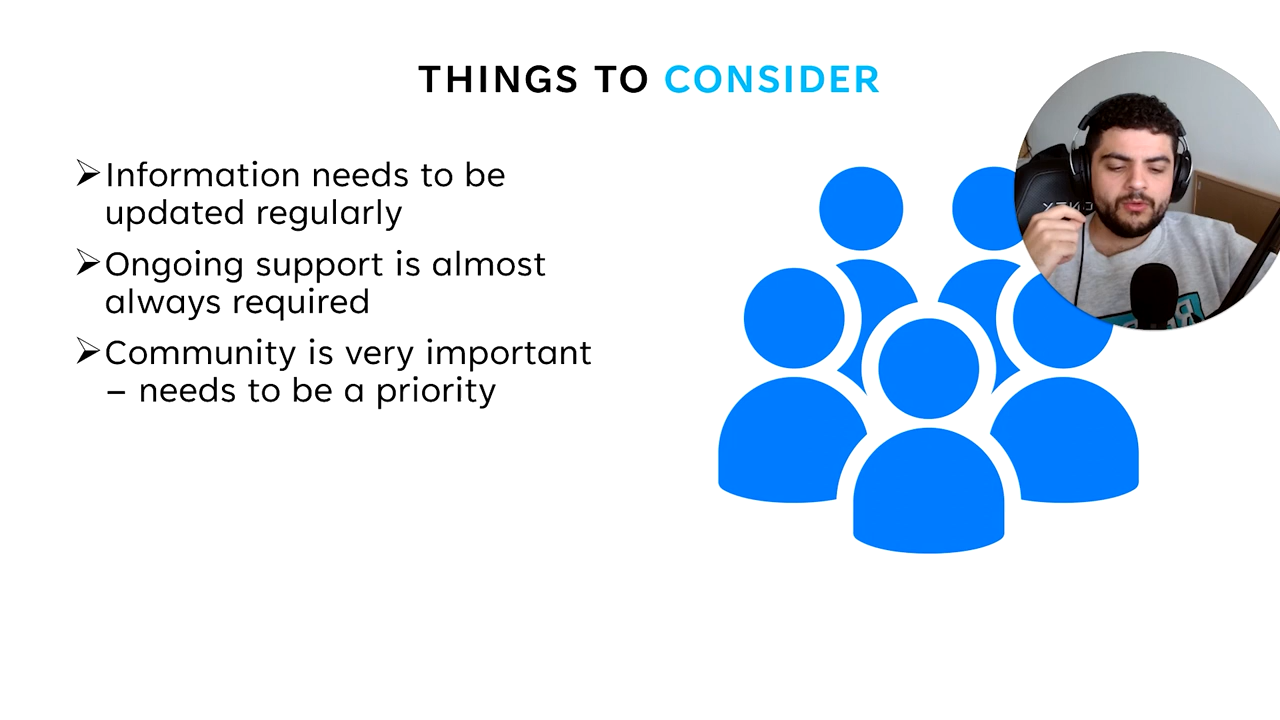 THINGS TO CONSIDER
➢Information needs to be
updated regularly
➢Ongoing support is almost
always required
➢Community is very important
– needs to be a priority